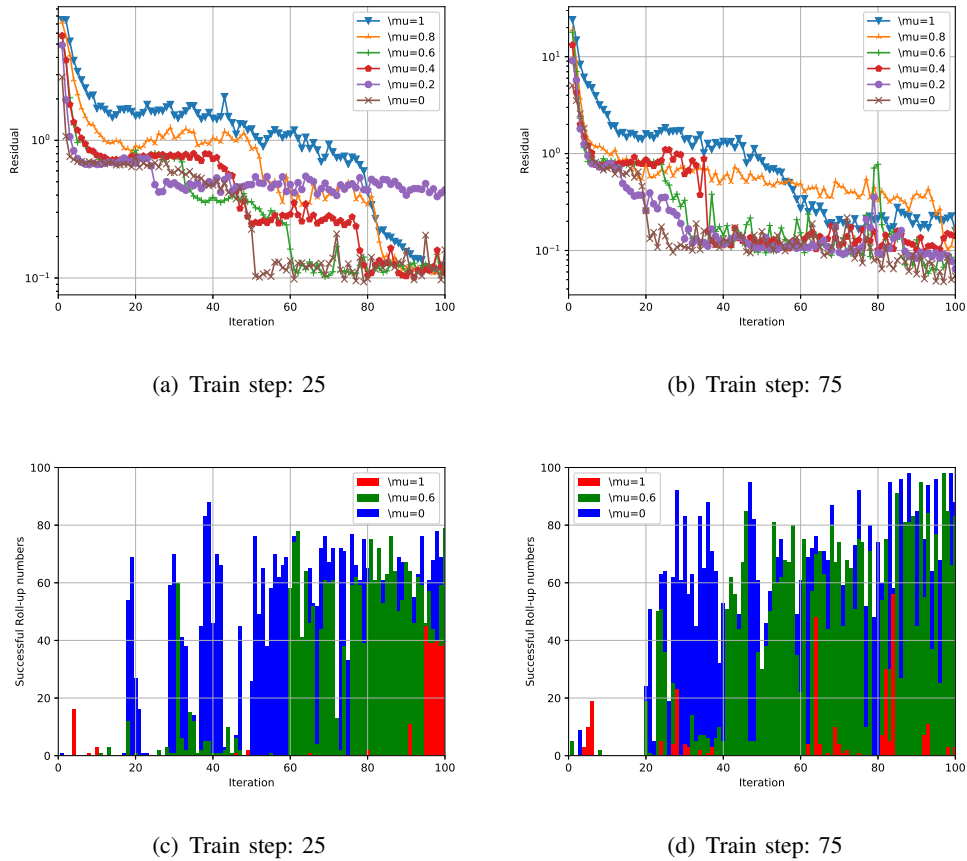 \mu=1
\mu=0.8
\mu=0.6
\mu=0.4
\mu=0.2
\mu=0
Residual
10^0
10^{-1}
0 20 40 60 80 100
Iteration
(a) Train step: 25
\mu=1
\mu=0.8
\mu=0.6
\mu=0.4
\mu=0.2
\mu=0
Residual
10^1
10^0
10^{-1}
0 20 40 60 80 100
Iteration
(b) Train step: 75
\mu=1
\mu=0.6
\mu=0
Successful Roll-up numbers
100
80
60
40
20
0
0 20 40 60 80 100
Iteration
(c) Train step: 25
\mu=1
\mu=0.6
\mu=0
Successful Roll-up numbers
100
80
60
40
20
0
0 20 40 60 80 100
Iteration
(d) Train step: 75